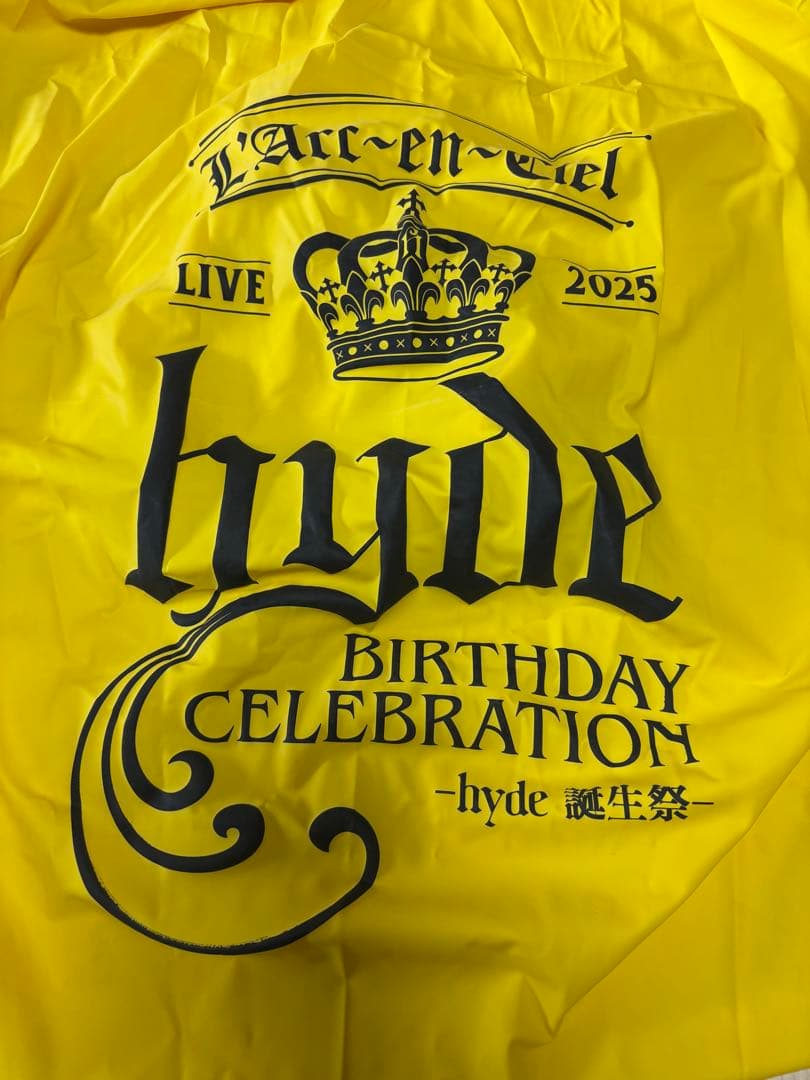 L'Arc~en~Ciel
LIVE 2025
hyde
BIRTHDAY
CELEBRATION
-hyde 誕生祭-